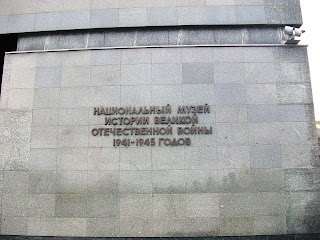 НАЦИОНАЛЬНЫЙ МУЗЕЙ
ИСТОРИИ ВЕЛИКОЙ
ОТЕЧЕСТВЕННОЙ ВОЙНЫ
1941-1945 ГОДОВ